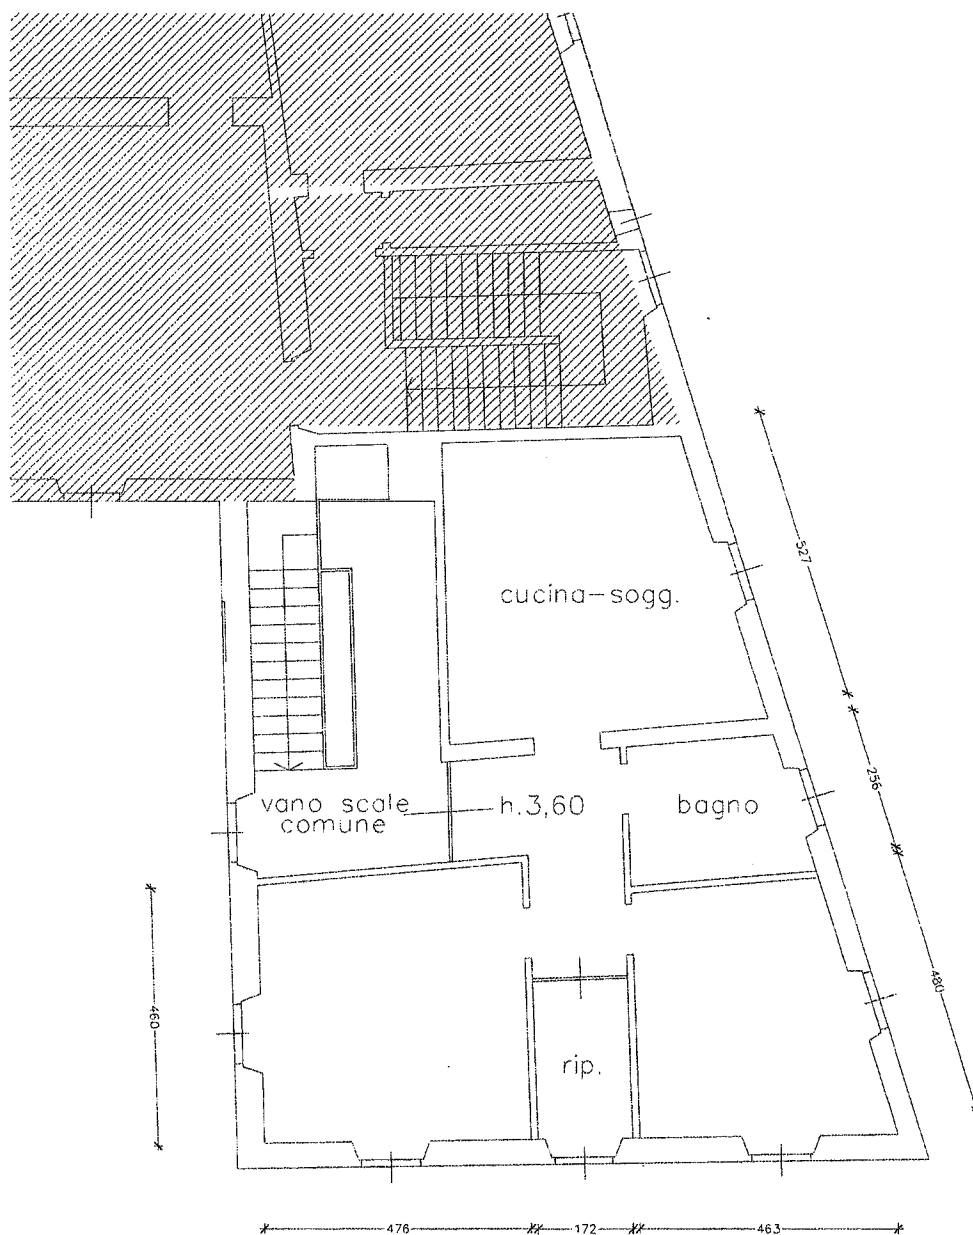 527
cucina-sogg.
256
vano scale
comune
h.3,60
bagno
480
460
rip.
476
172
463